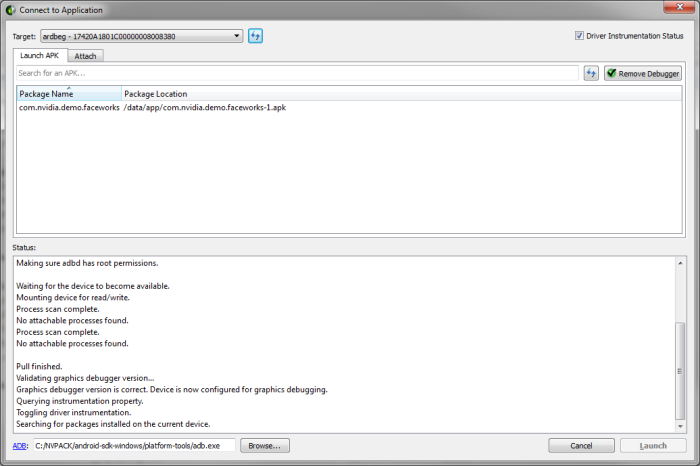 Connect to Application
Target: ardbeg - 17420A1801C00000008008380 Driver Instrumentation Status
Launch APK Attach
Search for an APK... Remove Debugger
Package Name Package Location
com.nvidia.demo.faceworks /data/app/com.nvidia.demo.faceworks-1.apk
Status:
Making sure adbd has root permissions.
Waiting for the device to become available.
Mounting device for read/write.
Process scan complete.
No attachable processes found.
Process scan complete.
No attachable processes found.
Pull finished.
Validating graphics debugger version...
Graphics debugger version is correct. Device is now configured for graphics debugging.
Querying instrumentation property.
Toggling driver instrumentation.
Searching for packages installed on the current device.
ADB: C:/NVPACK/android-sdk-windows/platform-tools/adb.exe Browse... Cancel Launch